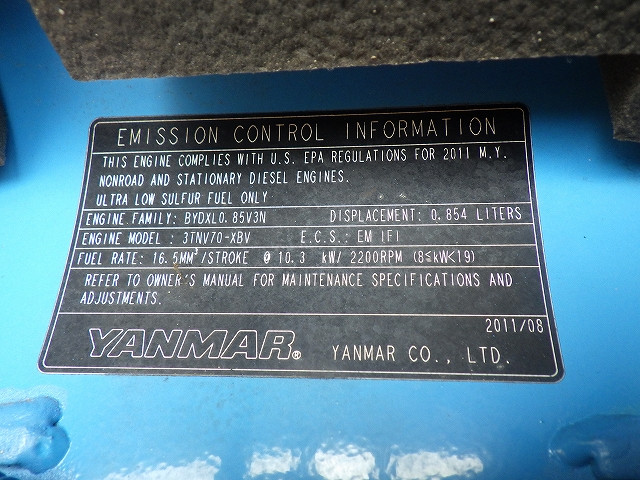 EMISSION CONTROL INFORMATION
THIS ENGINE COMPLIES WITH U.S. EPA REGULATIONS FOR 2011 M.Y.
NONROAD AND STATIONARY DIESEL ENGINES.
ULTRA LOW SULFUR FUEL ONLY
ENGINE FAMILY: BYDXL0.85V3N DISPLACEMENT: 0.854 LITERS
ENGINE MODEL : 3TNV70-XBV E.C.S.: EM IFI
FUEL RATE: 16.5MM³/STROKE @ 10.3 kW/ 2200RPM (8≤kW<19)
REFER TO OWNER'S MANUAL FOR MAINTENANCE SPECIFICATIONS AND
ADJUSTMENTS.
2011/08
YANMAR® YANMAR CO., LTD.